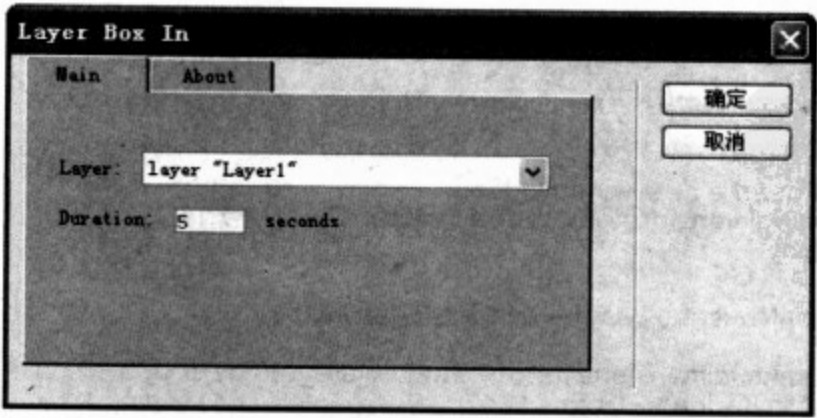 Layer Box In
Main About
确定
取消
Layer: layer "Layer1"
Duration: 5 seconds